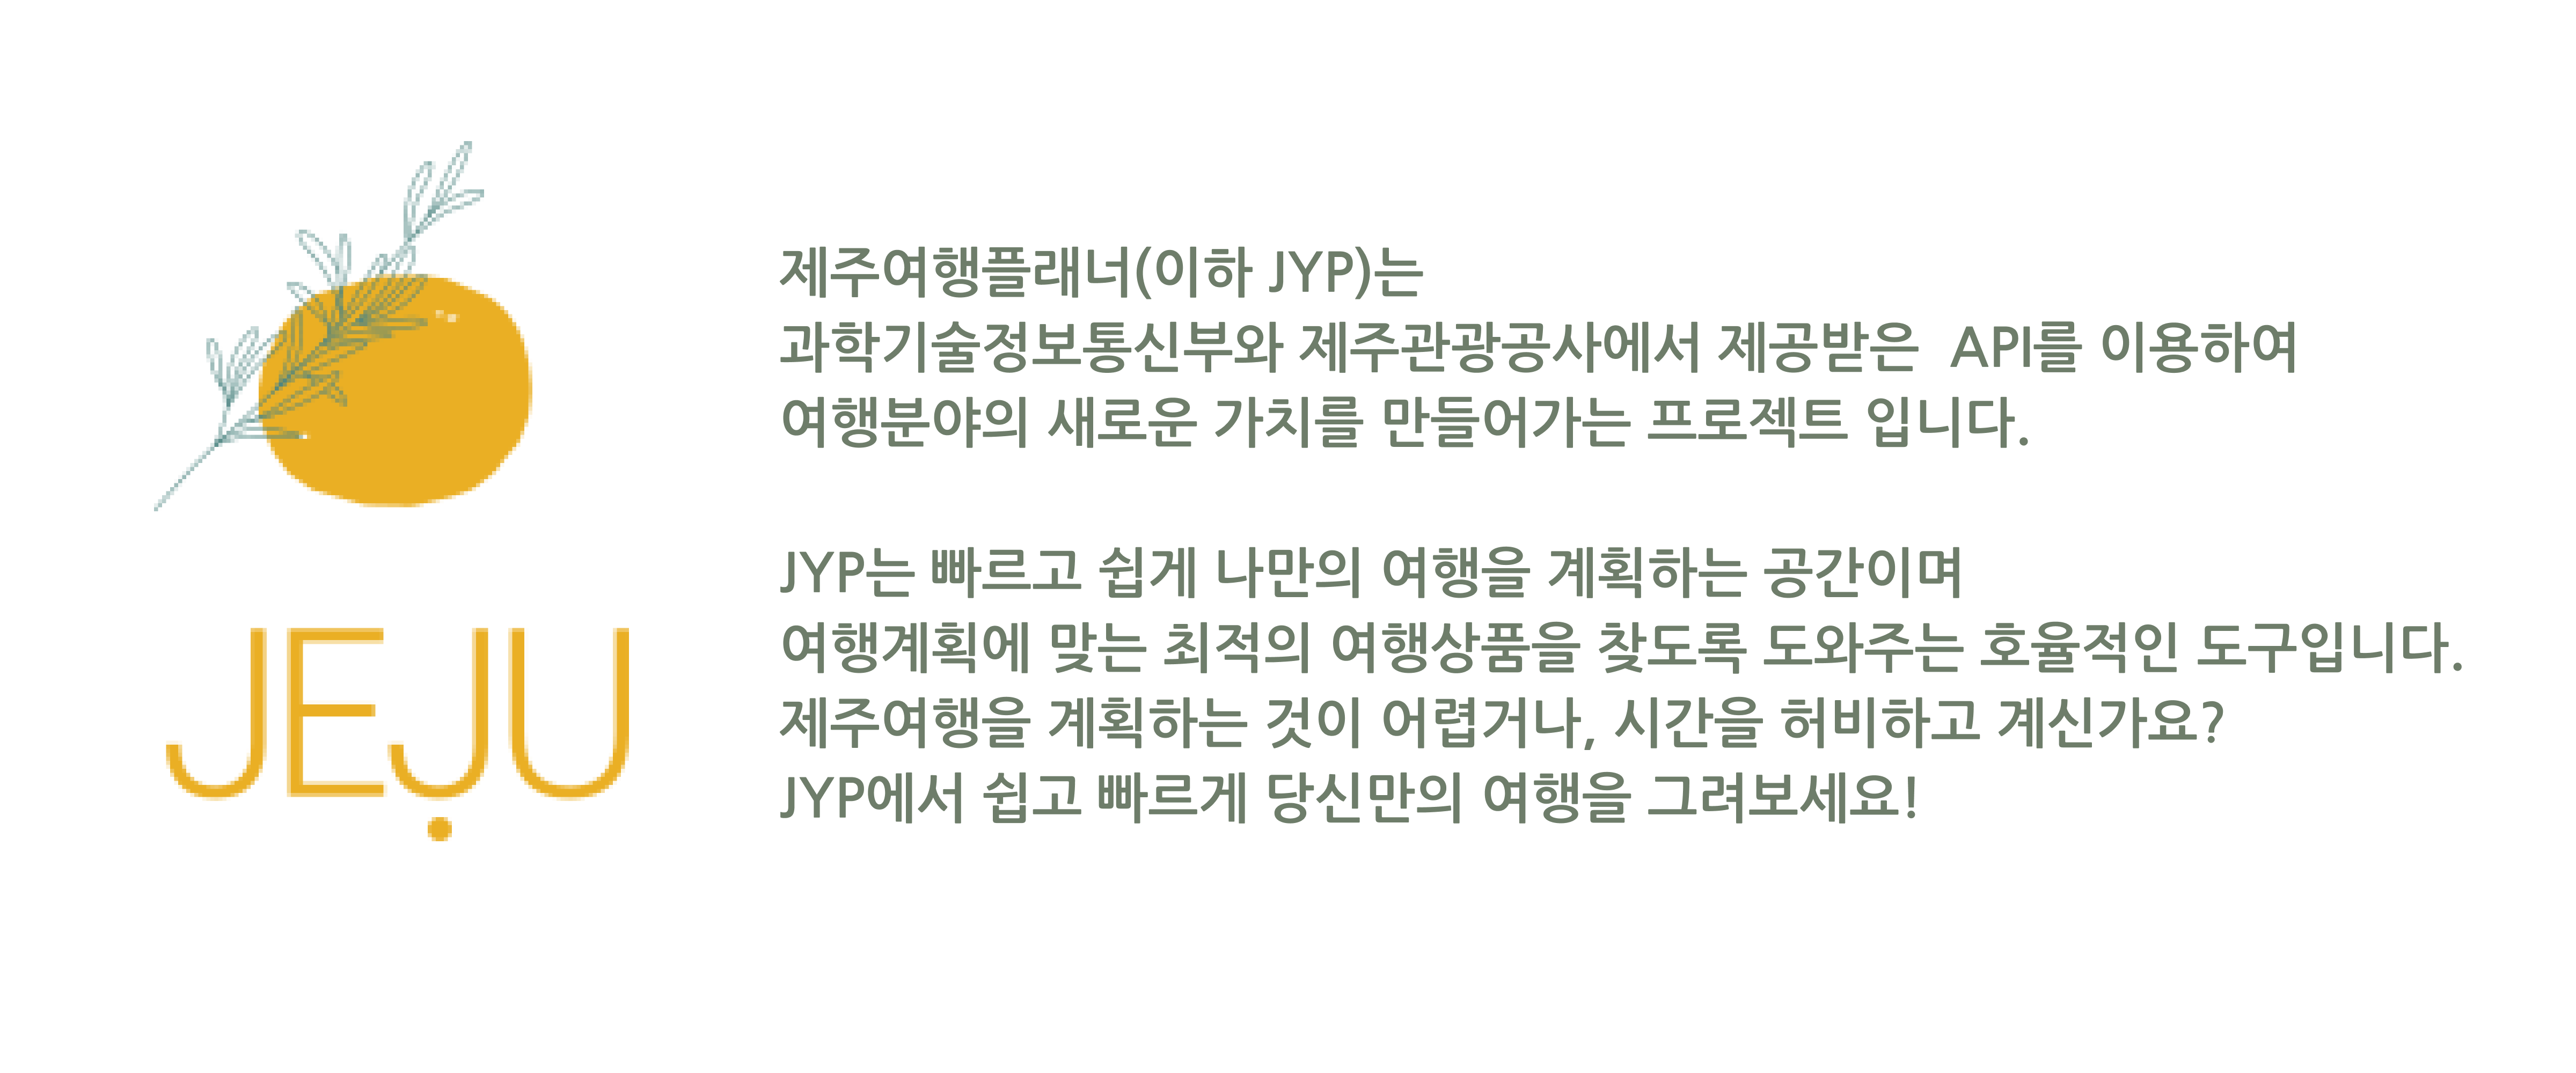 JEJU
제주여행플래너(이하 JYP)는
과학기술정보통신부와 제주관광공사에서 제공받은  API를 이용하여
여행분야의 새로운 가치를 만들어가는 프로젝트 입니다.
JYP는 빠르고 쉽게 나만의 여행을 계획하는 공간이며
여행계획에 맞는 최적의 여행상품을 찾도록 도와주는 호율적인 도구입니다.
제주여행을 계획하는 것이 어렵거나, 시간을 허비하고 계신가요?
JYP에서 쉽고 빠르게 당신만의 여행을 그려보세요!